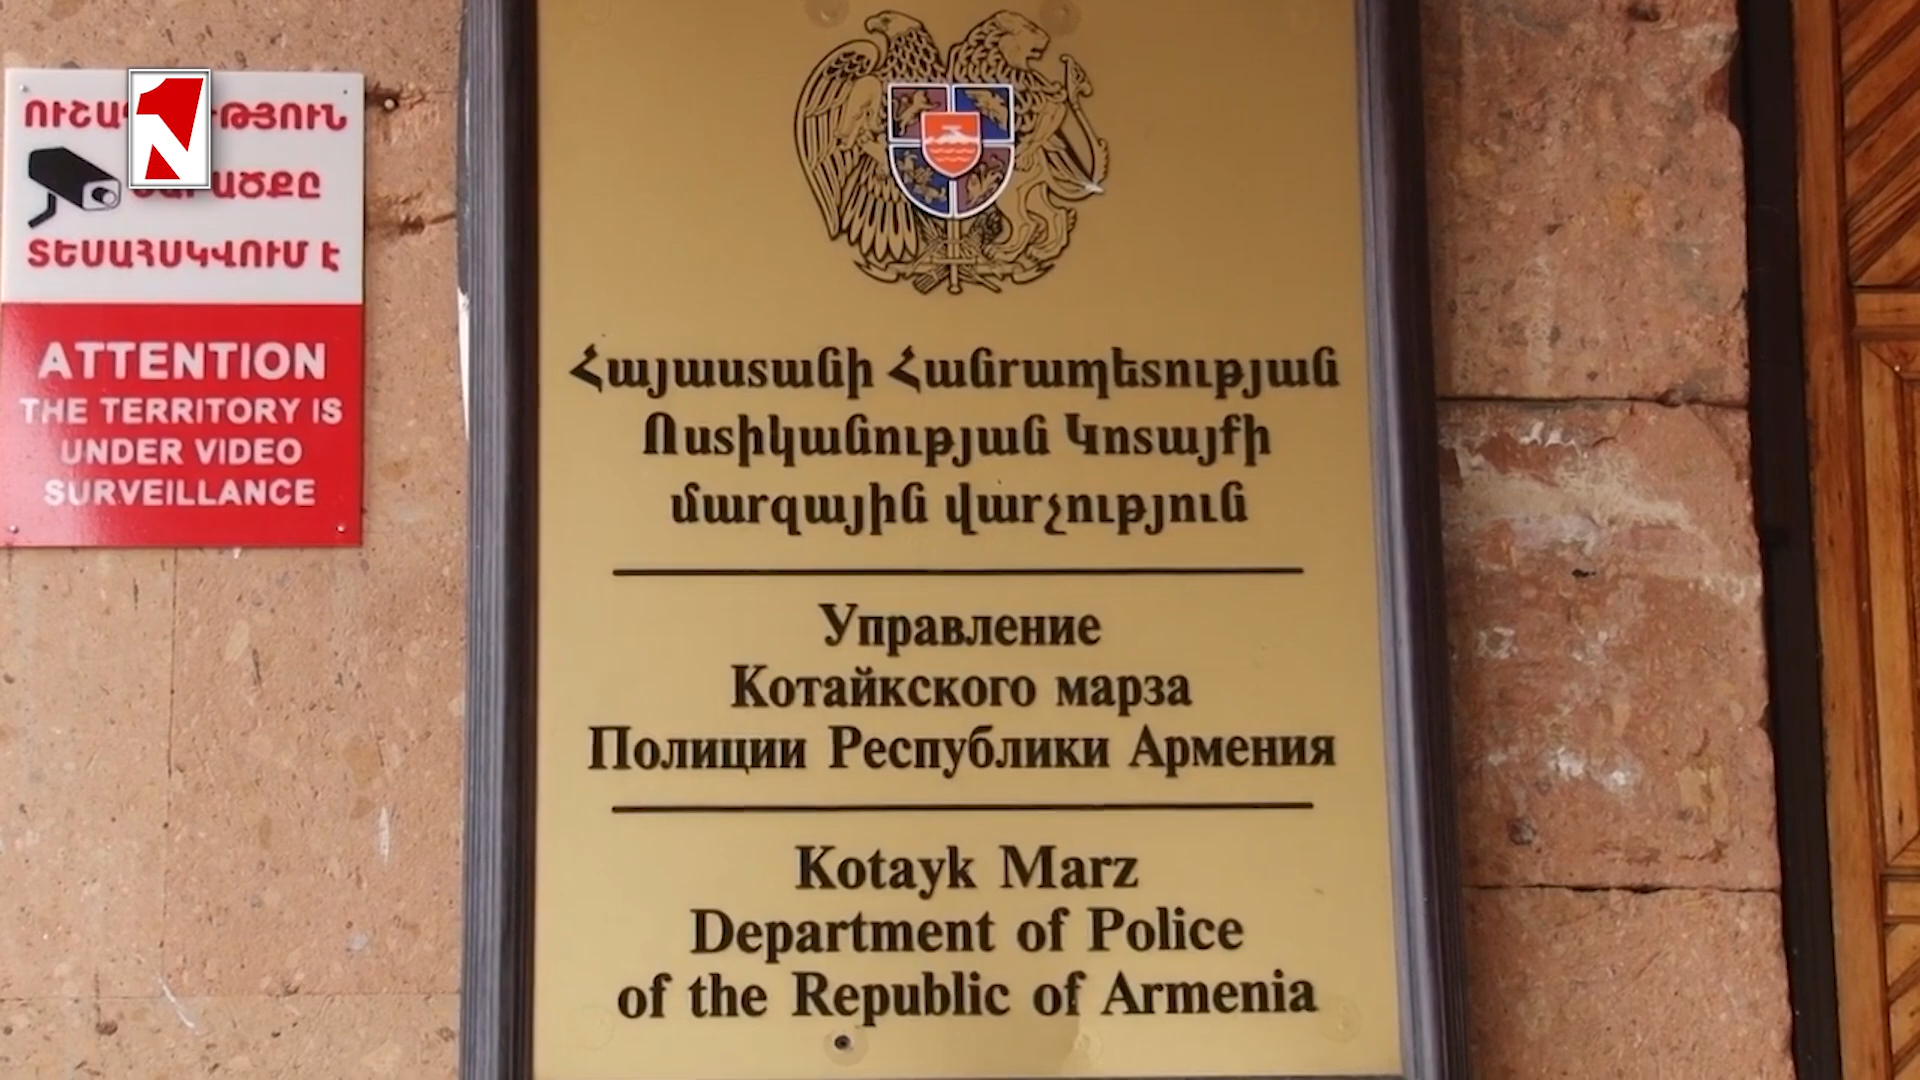 ՏԵՍԱՀՍԿՎՈՒՄ Է
ATTENTION
THE TERRITORY IS
UNDER VIDEO
SURVEILLANCE
Հայաստանի Հանրապետության
Ոստիկանության Կոտայքի
մարզային վարչություն
Управление
Котайкского марза
Полиции Республики Армения
Kotayk Marz
Department of Police
of the Republic of Armenia